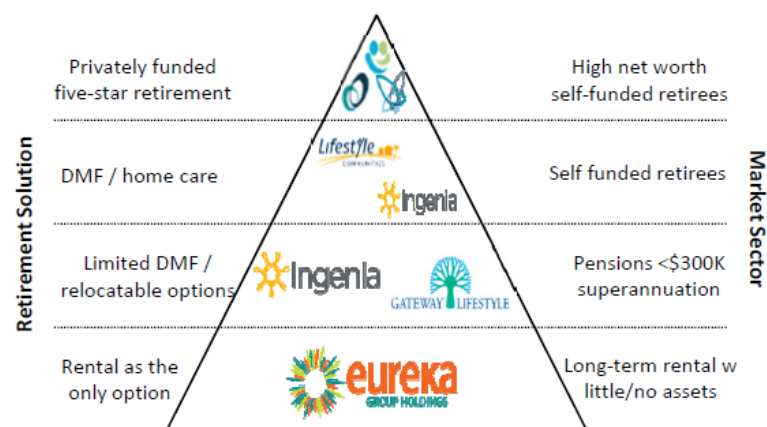 Privately funded
five-star retirement
High net worth
self-funded retirees
Lifestyle
COMMUNITIES
DMF / home care
Self funded retirees
Ingenia
Retirement Solution
Market Sector
Limited DMF /
relocatable options
Ingenia
GATEWAY LIFESTYLE
Pensions <$300K
superannuation
Rental as the
only option
eureka
GROUP HOLDINGS
Long-term rental w
little/no assets